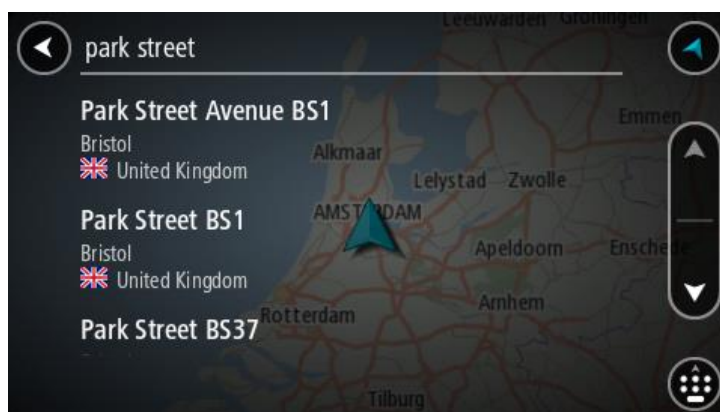 Leeuwarden Groningen
park street
Park Street Avenue BS1
Bristol
United Kingdom
Emmen
Alkmaar
Lelystad Zwolle
Park Street BS1
AMSTERDAM
Bristol
Apeldoorn
United Kingdom
Park Street BS37
Rotterdam
Arnhem
Tilburg